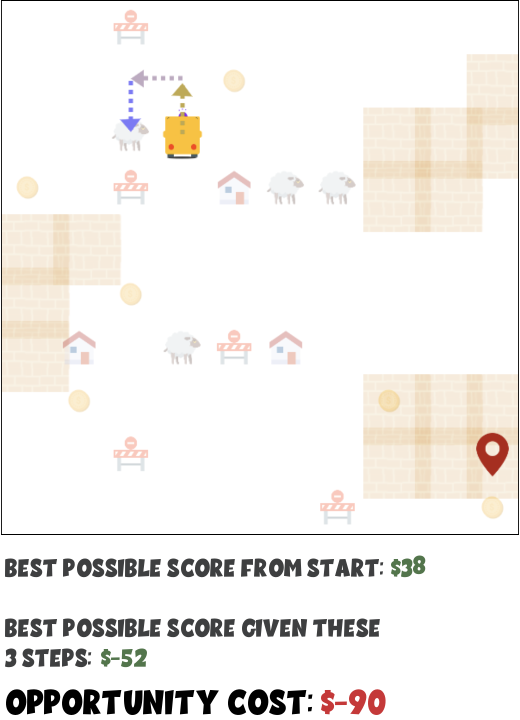 BEST POSSIBLE SCORE FROM START: $38
BEST POSSIBLE SCORE GIVEN THESE
3 STEPS: $-52
OPPORTUNITY COST: $-90